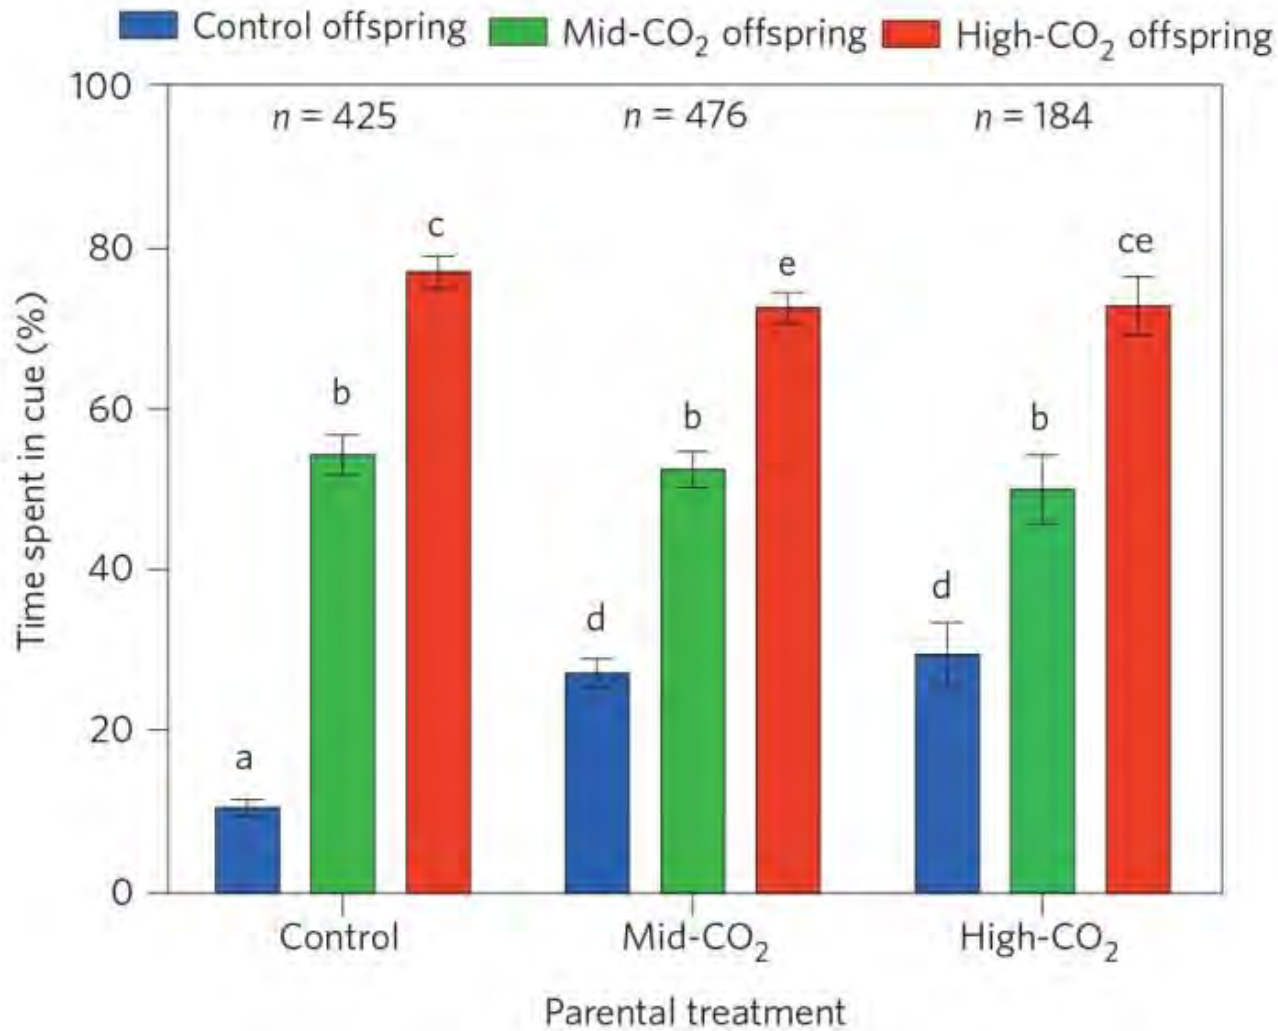 Control offspring Mid-CO₂ offspring High-CO₂ offspring
100
n = 425 n = 476 n = 184
80
60
40
20
0
Time spent in cue (%)
a b c
d b e
d b ce
Control Mid-CO₂ High-CO₂
Parental treatment